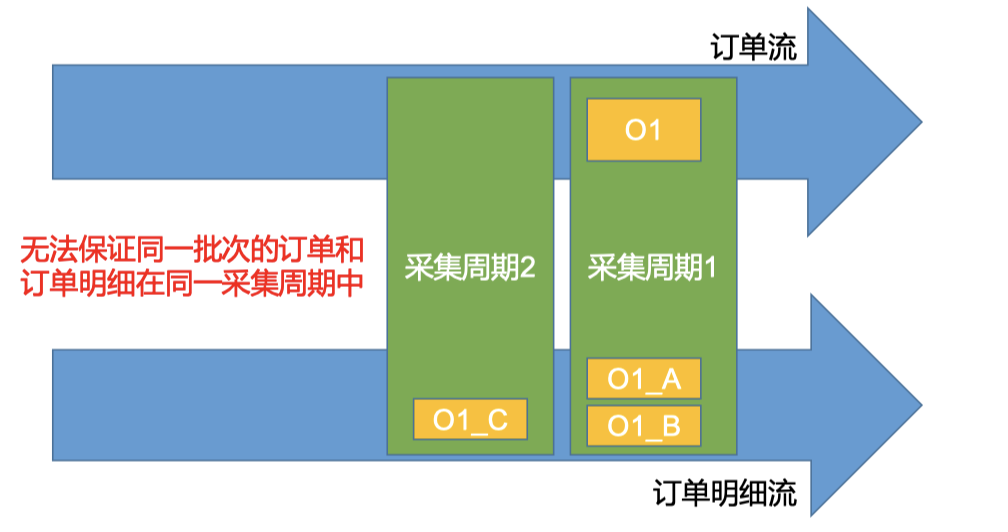 订单流
O1
无法保证同一批次的订单和
订单明细在同一采集周期中
采集周期2
采集周期1
O1_A
O1_C
O1_B
订单明细流